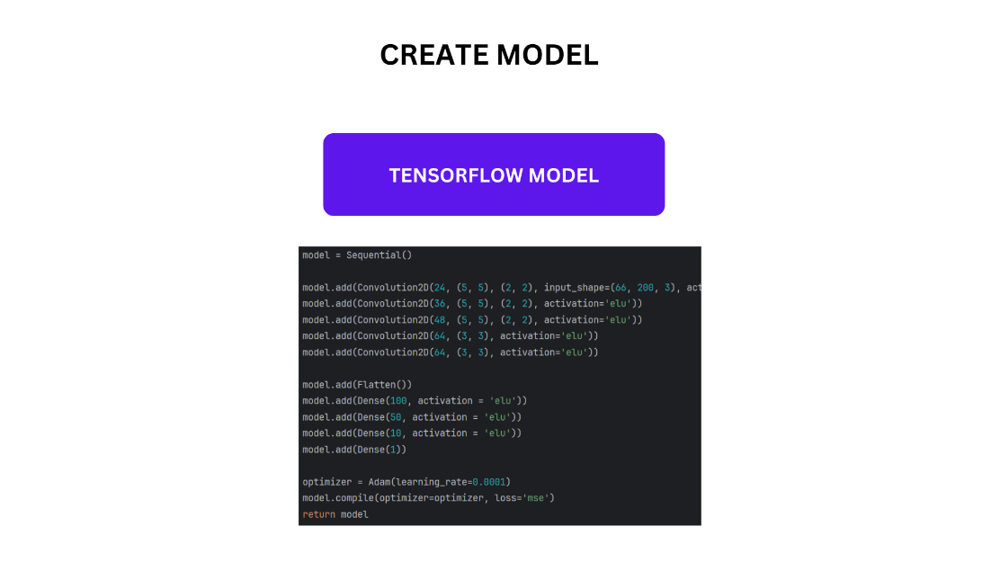 CREATE MODEL
TENSORFLOW MODEL
model = Sequential()
model.add(Convolution2D(24, (5, 5), (2, 2), input_shape=(66, 200, 3), act
model.add(Convolution2D(36, (5, 5), (2, 2), activation='elu'))
model.add(Convolution2D(48, (5, 5), (2, 2), activation='elu'))
model.add(Convolution2D(64, (3, 3), activation='elu'))
model.add(Convolution2D(64, (3, 3), activation='elu'))
model.add(Flatten())
model.add(Dense(100, activation = 'elu'))
model.add(Dense(50, activation = 'elu'))
model.add(Dense(10, activation = 'elu'))
model.add(Dense(1))
optimizer = Adam(learning_rate=0.0001)
model.compile(optimizer=optimizer, loss='mse')
return model